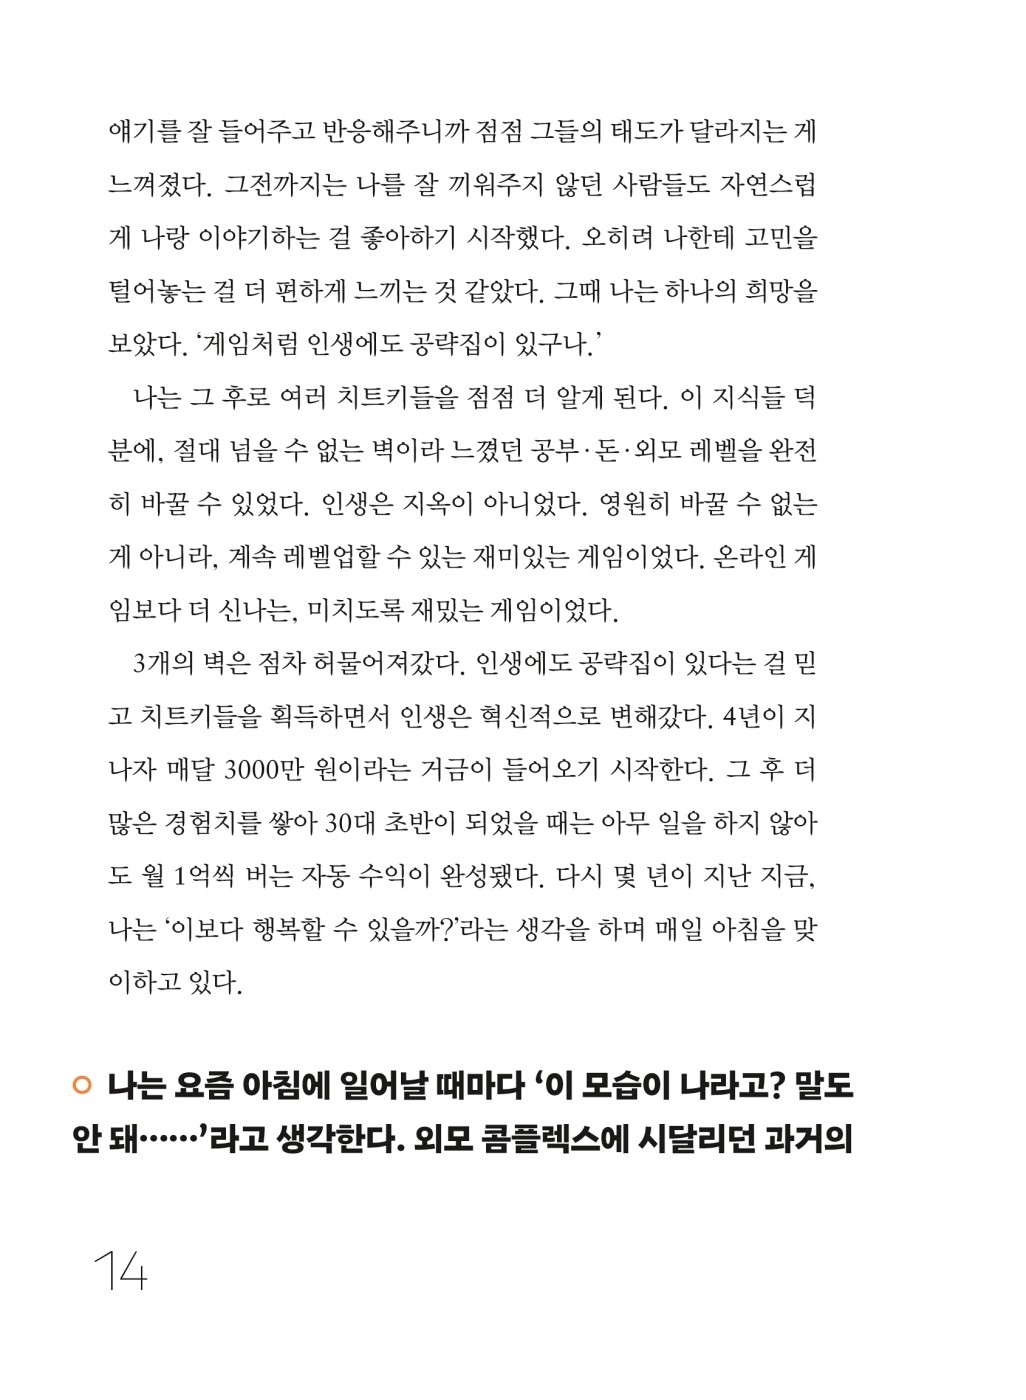 얘기를 잘 들어주고 반응해주니까 점점 그들의 태도가 달라지는 게
느껴졌다. 그전까지는 나를 잘 끼워주지 않던 사람들도 자연스럽
게 나랑 이야기하는 걸 좋아하기 시작했다. 오히려 나한테 고민을
털어놓는 걸 더 편하게 느끼는 것 같았다. 그때 나는 하나의 희망을
보았다. ‘게임처럼 인생에도 공략집이 있구나.’
나는 그 후로 여러 치트키들을 점점 더 알게 된다. 이 지식들 덕
분에, 절대 넘을 수 없는 벽이라 느꼈던 공부·돈·외모 레벨을 완전
히 바꿀 수 있었다. 인생은 지옥이 아니었다. 영원히 바꿀 수 없는
게 아니라, 계속 레벨업할 수 있는 재미있는 게임이었다. 온라인 게
임보다 더 신나는, 미치도록 재밌는 게임이었다.
3개의 벽은 점차 허물어져갔다. 인생에도 공략집이 있다는 걸 믿
고 치트키들을 획득하면서 인생은 혁신적으로 변해갔다. 4년이 지
나자 매달 3000만 원이라는 거금이 들어오기 시작한다. 그 후 더
많은 경험치를 쌓아 30대 초반이 되었을 때는 아무 일을 하지 않아
도 월 1억씩 버는 자동 수익이 완성됐다. 다시 몇 년이 지난 지금,
나는 ‘이보다 행복할 수 있을까?’라는 생각을 하며 매일 아침을 맞
이하고 있다.
나는 요즘 아침에 일어날 때마다 ‘이 모습이 나라고? 말도
안 돼……’라고 생각한다. 외모 콤플렉스에 시달리던 과거의
14